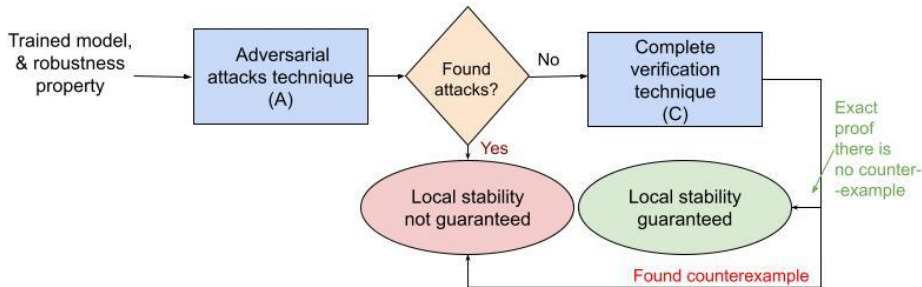 Trained model,
& robustness
property
Adversarial
attacks technique
(A)
Found
attacks?
No
Complete
verification
technique
(C)
Yes
Exact
proof
there is
no counter-
-example
Local stability
not guaranteed
Local stability
guaranteed
Found counterexample